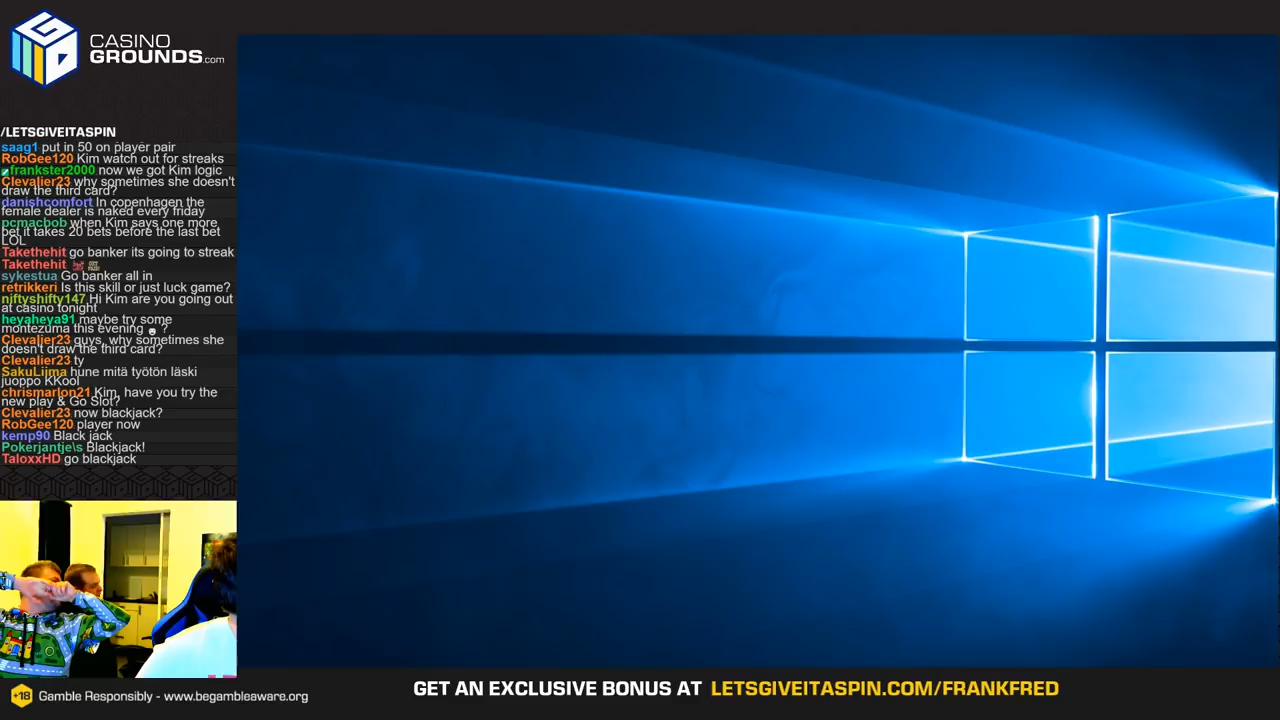 CASINO
GROUNDS.com
/LETSGIVEITASPIN
saag1 put in 50 on player pair
RobGee120 Kim watch out for streaks
frankster2000 now we got Kim logic
Clevalier23 why sometimes she doesn't
draw the third card?
danishcomfort In copenhagen the
female dealer is naked every friday
pcmacbob when Kim says one more
bet it takes 20 bets before the last bet
LOL
Takethehit go banker its going to streak
Takethehit
sykestua Go banker all in
retrikkeri Is this skill or just luck game?
niftyshifty147 Hi Kim are you going out
at casino tonight
heyaheya91 maybe try some
montezuma this evening ?
Clevalier23 guys, why sometimes she
doesn't draw the third card?
Clevalier23 ty
SakuLiima hune mitä työtön läski
juoppo KKool
chrismarlon21 Kim, have you try the
new play & Go Slot?
Clevalier23 now blackjack?
RobGee120 player now
kemp90 Black jack
Pokerjantje\s Blackjack!
TaloxxHD go blackjack
+18 Gamble Responsibly - www.begambleaware.org
GET AN EXCLUSIVE BONUS AT LETSGIVEITASPIN.COM/FRANKFRED